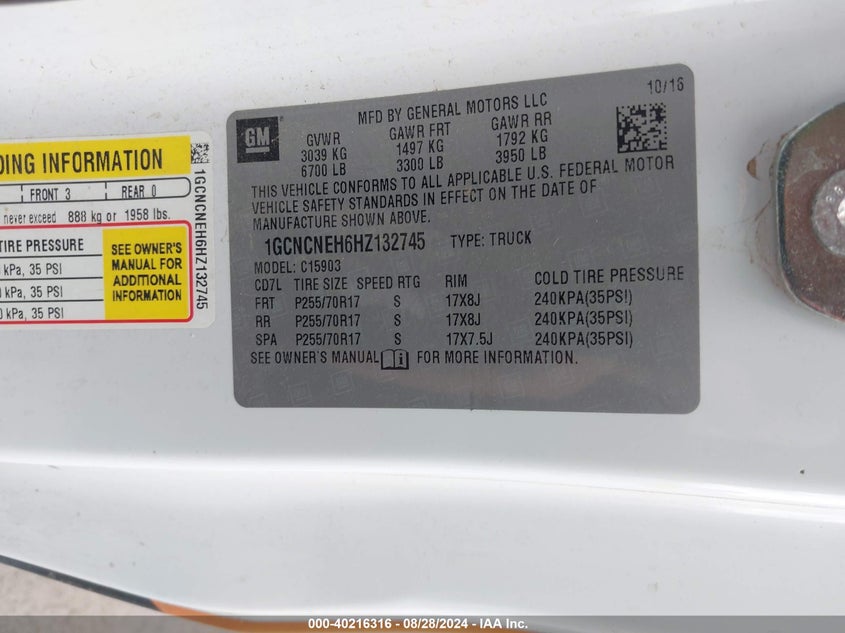 DING INFORMATION
FRONT 3 REAR 0
never exceed 888 kg or 1958 lbs.
TIRE PRESSURE
kPa, 35 PSI
0 kPa, 35 PSI
0 kPa, 35 PSI
SEE OWNER'S
MANUAL FOR
ADDITIONAL
INFORMATION
1GCNCNEH6HZ132745
10/16
GM
MFD BY GENERAL MOTORS LLC
GVWR GAWR FRT GAWR RR
3039 KG 1497 KG 1792 KG
6700 LB 3300 LB 3950 LB
THIS VEHICLE CONFORMS TO ALL APPLICABLE U.S. FEDERAL MOTOR
VEHICLE SAFETY STANDARDS IN EFFECT ON THE DATE OF
MANUFACTURE SHOWN ABOVE.
1GCNCNEH6HZ132745 TYPE: TRUCK
MODEL: C15903
CD7L TIRE SIZE SPEED RTG RIM COLD TIRE PRESSURE
FRT P255/70R17 S 17X8J 240KPA(35PSI)
RR P255/70R17 S 17X8J 240KPA(35PSI)
SPA P255/70R17 S 17X7.5J 240KPA(35PSI)
SEE OWNER'S MANUAL i FOR MORE INFORMATION.
000-40216316 - 08/28/2024 - IAA Inc.